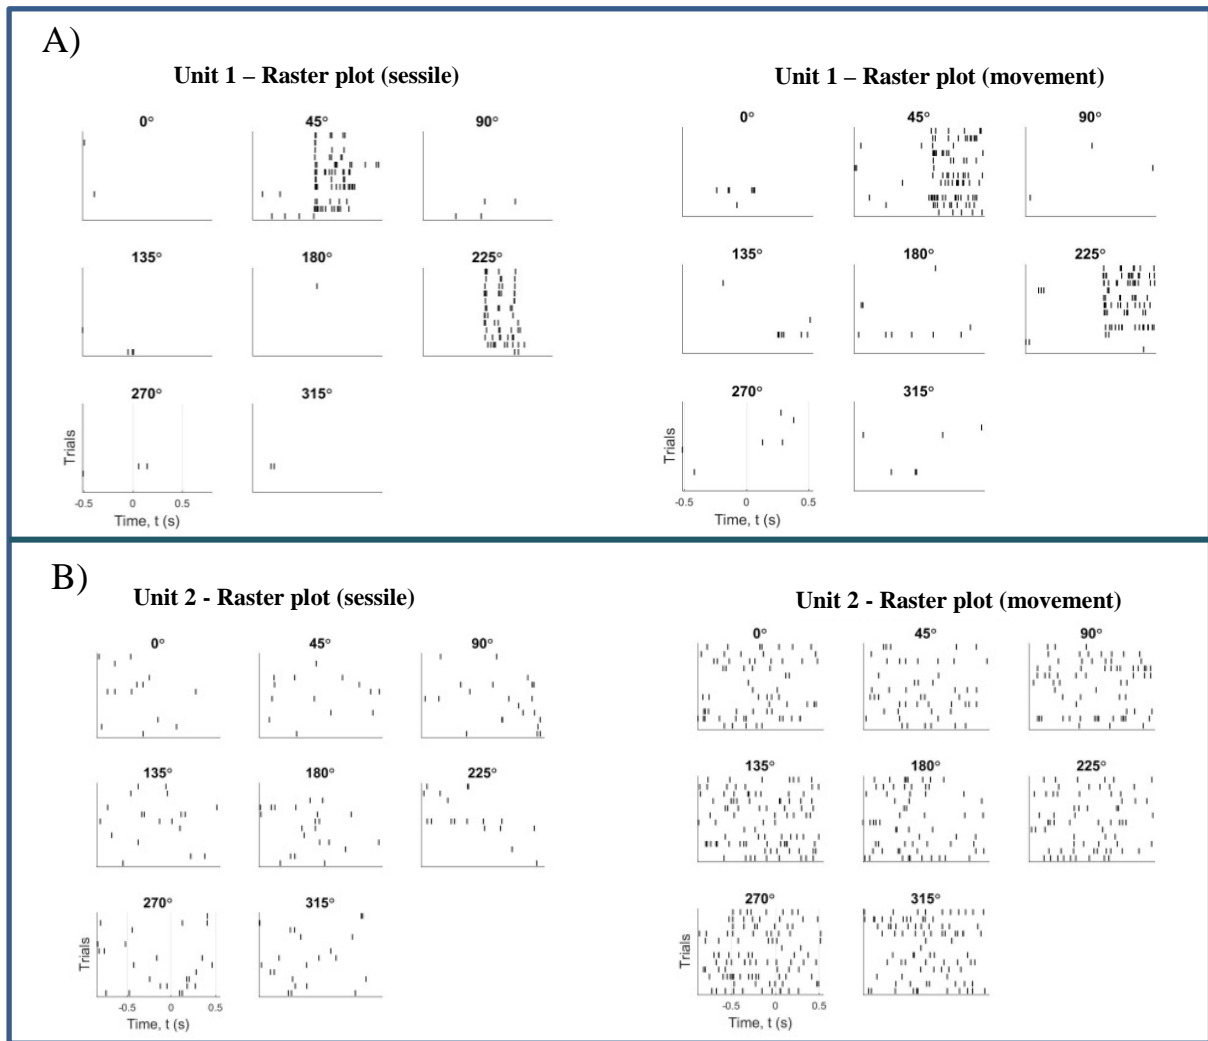 A)
Unit 1 – Raster plot (sessile)
0° 45° 90°
135° 180° 225°
270° 315°
Trials
-0.5 0 0.5
Time, t (s)
Unit 1 – Raster plot (movement)
0° 45° 90°
135° 180° 225°
270° 315°
Trials
-0.5 0 0.5
Time, t (s)
B)
Unit 2 - Raster plot (sessile)
0° 45° 90°
135° 180° 225°
270° 315°
Trials
-0.5 0 0.5
Time, t (s)
Unit 2 - Raster plot (movement)
0° 45° 90°
135° 180° 225°
270° 315°
Trials
-0.5 0 0.5
Time, t (s)